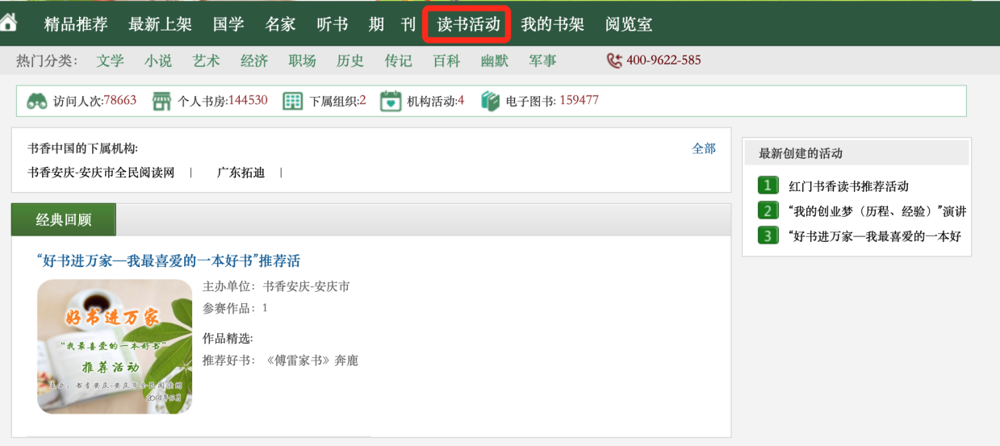 精品推荐 最新上架 国学 名家 听书 期 刊 读书活动 我的书架 阅览室
热门分类： 文学 小说 艺术 经济 职场 历史 传记 百科 幽默 军事 400-9622-585
访问人次:78663 个人书房:144530 下属组织:2 机构活动:4 电子图书: 159477
书香中国的下属机构: 全部
书香安庆-安庆市全民阅读网 | 广东拓迪 |
经典回顾
“好书进万家—我最喜爱的一本好书”推荐活
主办单位： 书香安庆-安庆市
参赛作品： 1
作品精选:
推荐好书： 《傅雷家书》奔鹿
好书进万家
“我最喜爱的一本好书”
推荐活动
主办：书香安庆-安庆市全民阅读网
2014年5月
最新创建的活动
1 红门书香读书推荐活动
2 “我的创业梦（历程、经验）”演讲
3 “好书进万家—我最喜爱的一本好